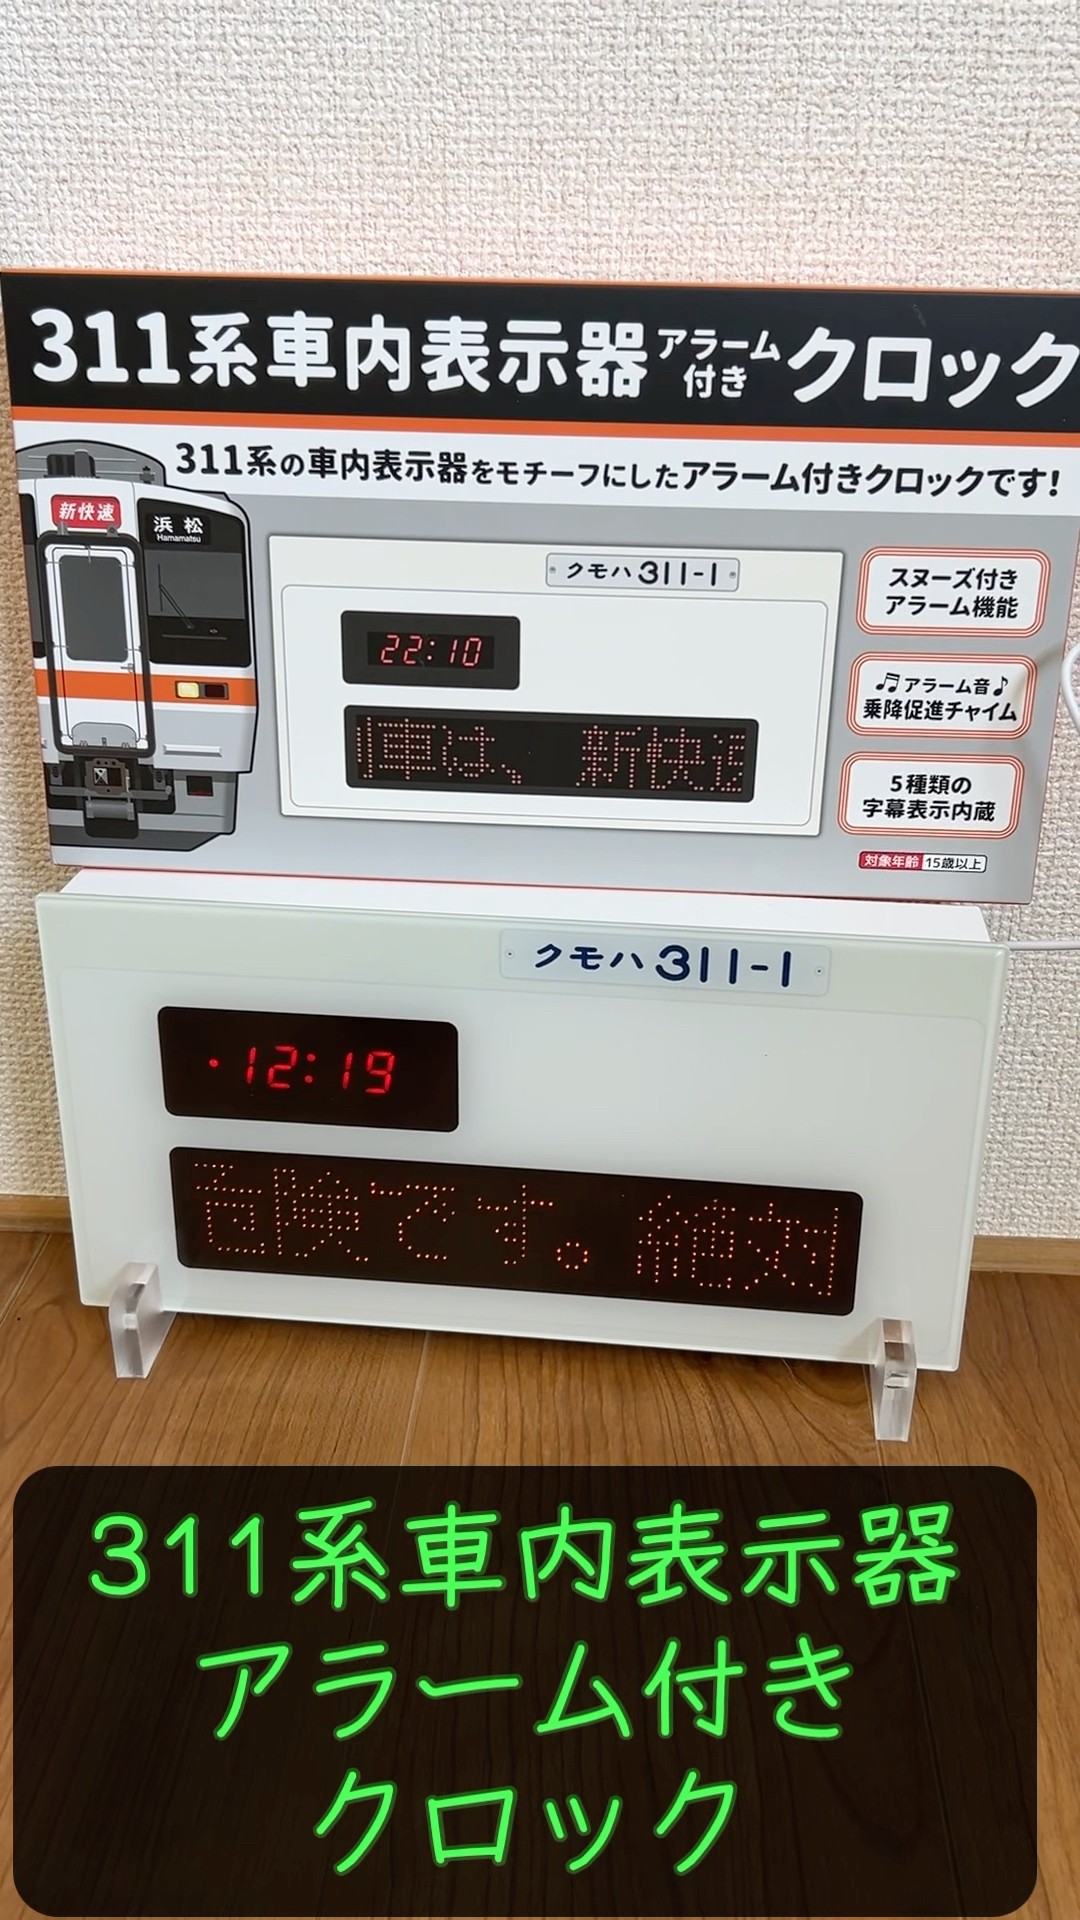 311系車内表示器アラーム付きクロック
311系の車内表示器をモチーフにしたアラーム付きクロックです!
新快速
浜松
Hamamatsu
クモハ311-1
22:10
車は、 新快速
スヌーズ付き
アラーム機能
♬アラーム音♪
乗降促進チャイム
5種類の
字幕表示内蔵
対象年齢 15歳以上
クモハ311-1
12:19
険です。絶対
311系車内表示器
アラーム付き
クロック